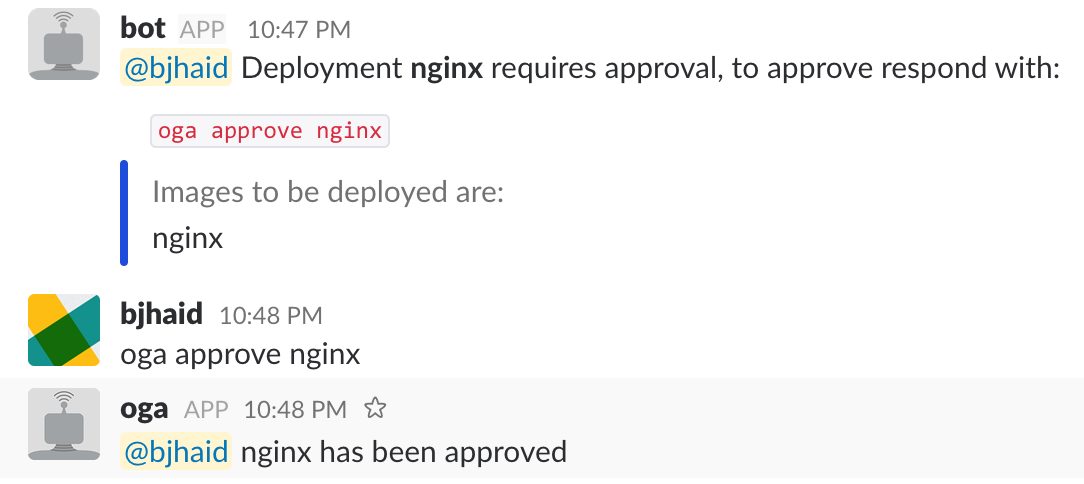 bot APP 10:47 PM
@bjhaid Deployment nginx requires approval, to approve respond with:
oga approve nginx
Images to be deployed are:
nginx
bjhaid 10:48 PM
oga approve nginx
oga APP 10:48 PM
@bjhaid nginx has been approved